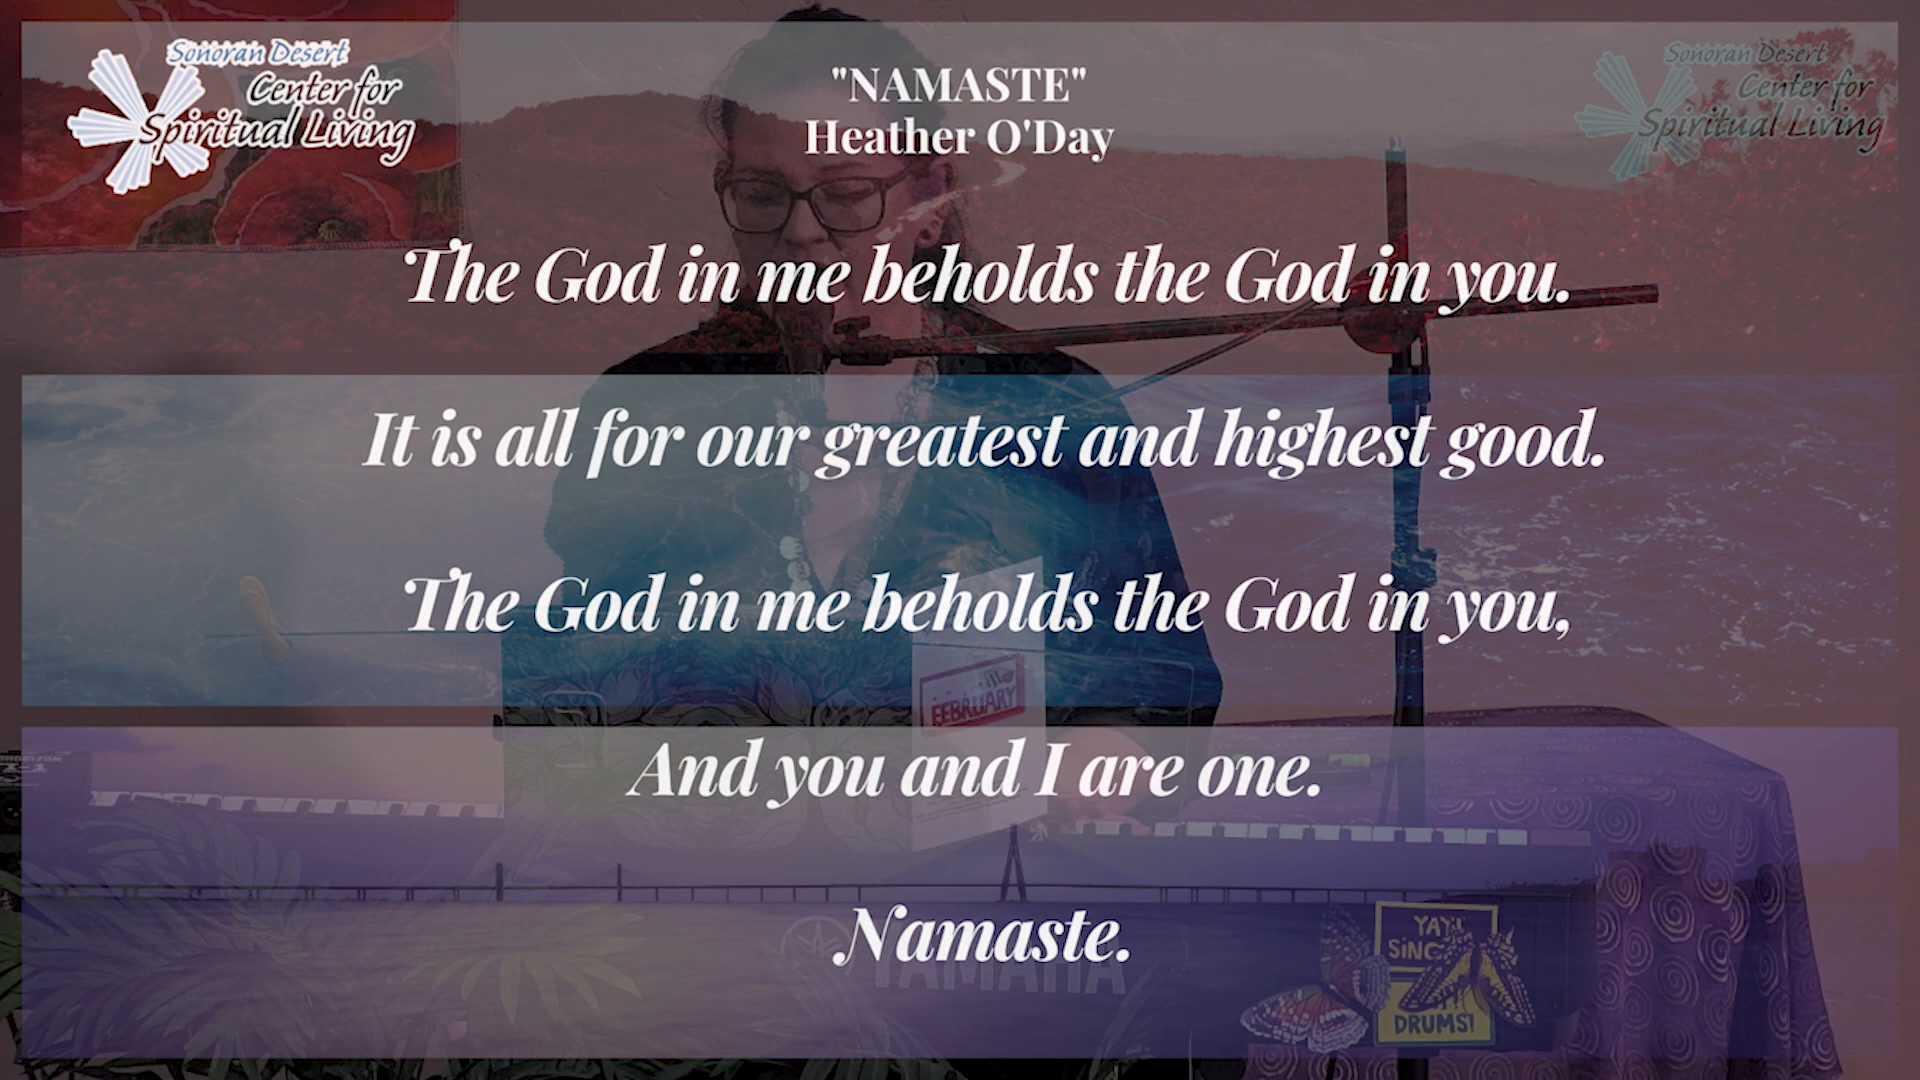 Sonoran Desert
Center for
Spiritual Living
"NAMASTE"
Heather O'Day
Sonoran Desert
Center for
Spiritual Living
The God in me beholds the God in you.
It is all for our greatest and highest good.
The God in me beholds the God in you,
FEBRUARY
And you and I are one.
Namaste.
YAMAHA
YAY!
DRUMS!